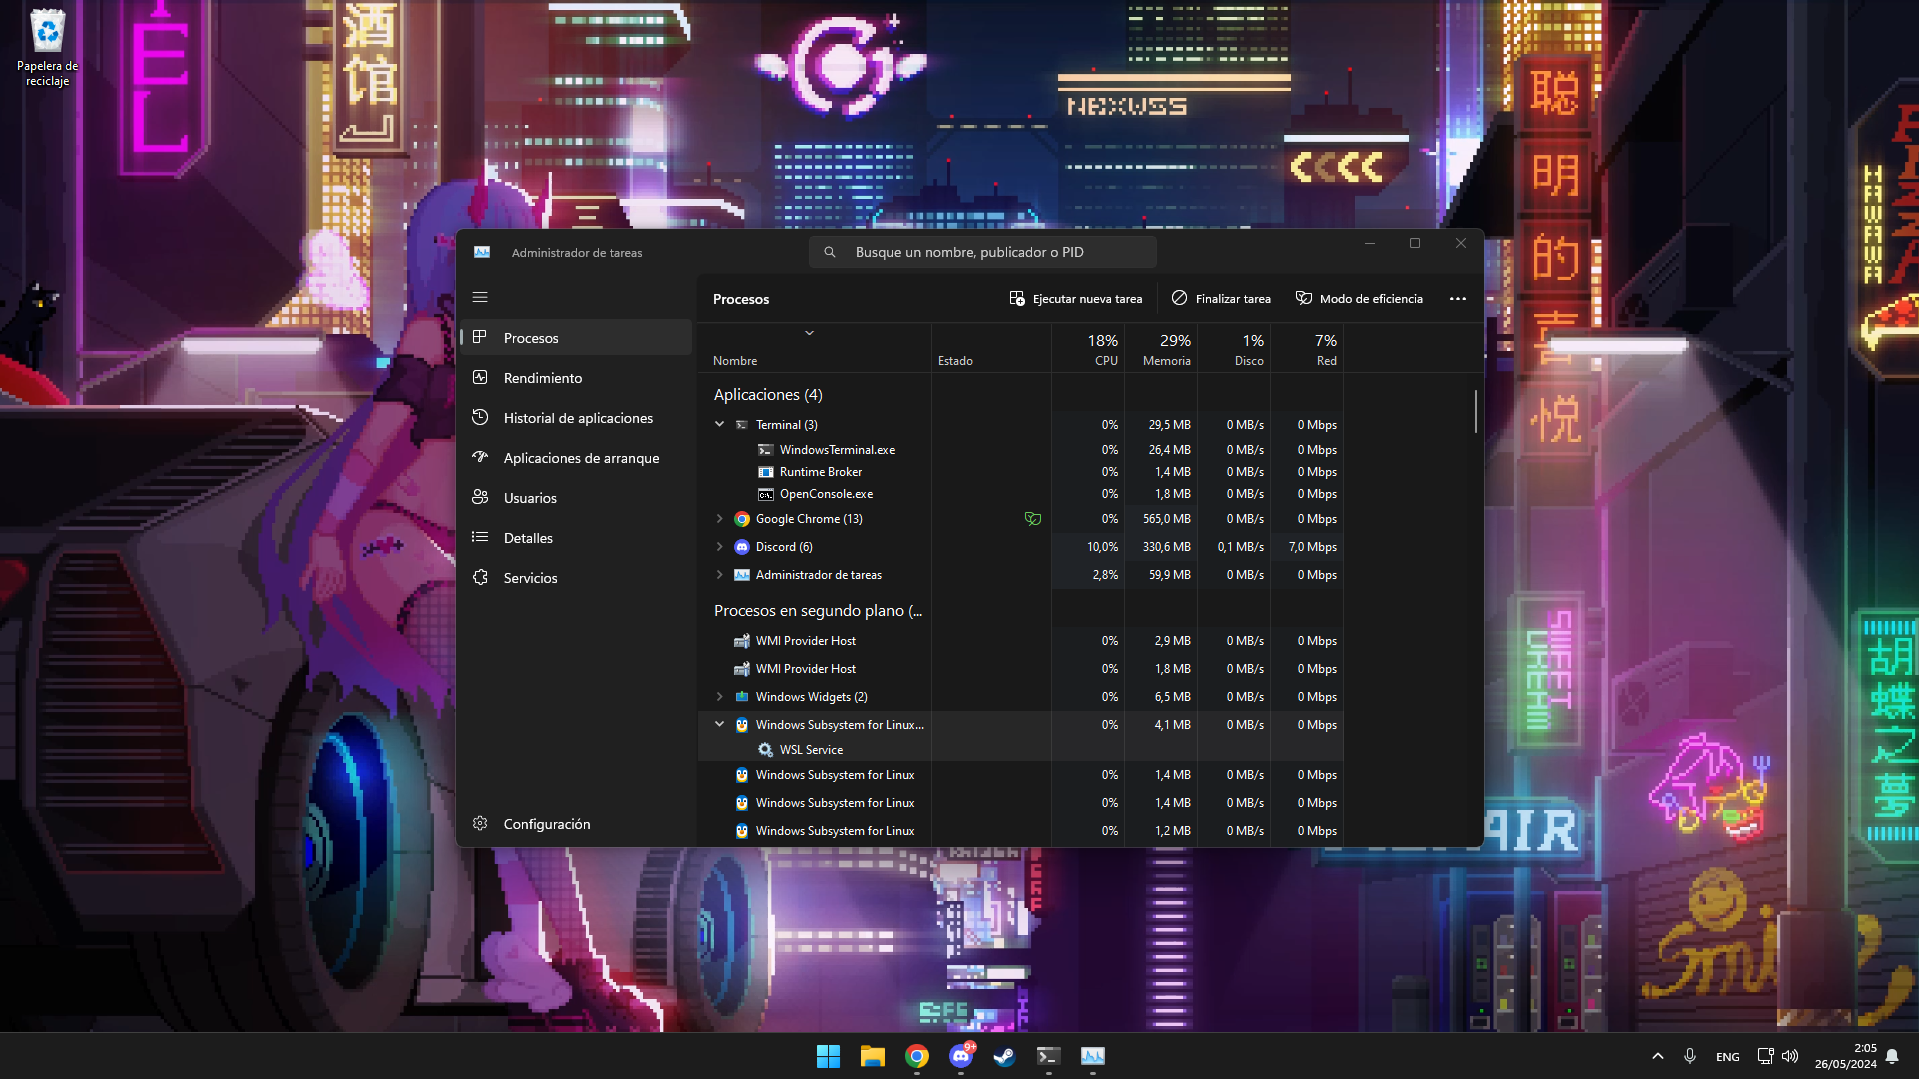 Papelera de
reciclaje
EL
酒
馆
NEXWSS
聪
明
的
喜
悦
HAWAWA
Administrador de tareas
Busque un nombre, publicador o PID
Procesos
Ejecutar nueva tarea
Finalizar tarea
Modo de eficiencia
Procesos
Rendimiento
Historial de aplicaciones
Aplicaciones de arranque
Usuarios
Detalles
Servicios
Configuración
18% 29% 1% 7%
Nombre Estado CPU Memoria Disco Red
Aplicaciones (4)
Terminal (3) 0% 29,5 MB 0 MB/s 0 Mbps
WindowsTerminal.exe 0% 26,4 MB 0 MB/s 0 Mbps
Runtime Broker 0% 1,4 MB 0 MB/s 0 Mbps
OpenConsole.exe 0% 1,8 MB 0 MB/s 0 Mbps
Google Chrome (13) 0% 565,0 MB 0 MB/s 0 Mbps
Discord (6) 10,0% 330,6 MB 0,1 MB/s 7,0 Mbps
Administrador de tareas 2,8% 59,9 MB 0 MB/s 0 Mbps
Procesos en segundo plano (...
WMI Provider Host 0% 2,9 MB 0 MB/s 0 Mbps
WMI Provider Host 0% 1,8 MB 0 MB/s 0 Mbps
Windows Widgets (2) 0% 6,5 MB 0 MB/s 0 Mbps
Windows Subsystem for Linux... 0% 4,1 MB 0 MB/s 0 Mbps
WSL Service
Windows Subsystem for Linux 0% 1,4 MB 0 MB/s 0 Mbps
Windows Subsystem for Linux 0% 1,4 MB 0 MB/s 0 Mbps
Windows Subsystem for Linux 0% 1,2 MB 0 MB/s 0 Mbps
胡
蝶
之
夢
AIR
9+
ENG
2:05
26/05/2024